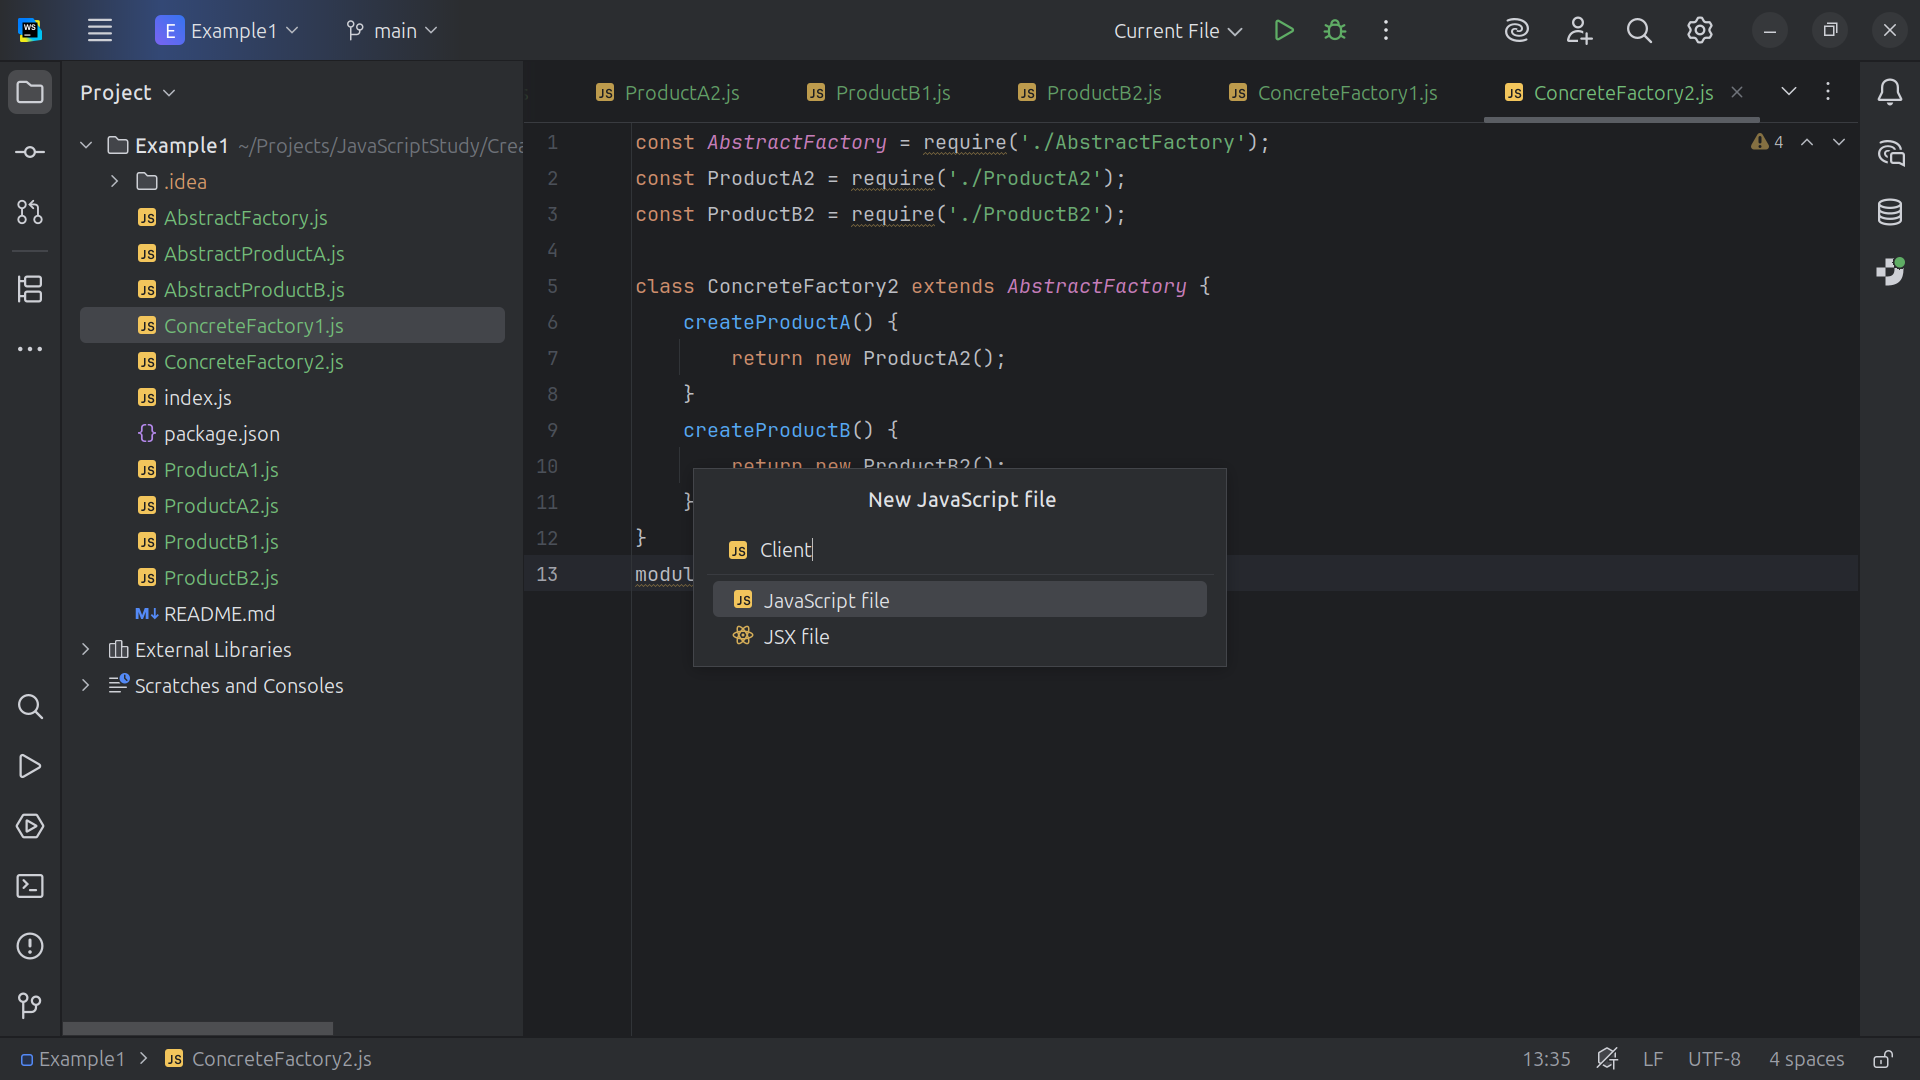 E Example1 main Current File
Project
Example1 ~/Projects/JavaScriptStudy/Crea
.idea
AbstractFactory.js
AbstractProductA.js
AbstractProductB.js
ConcreteFactory1.js
ConcreteFactory2.js
index.js
package.json
ProductA1.js
ProductA2.js
ProductB1.js
ProductB2.js
README.md
External Libraries
Scratches and Consoles
ProductA2.js ProductB1.js ProductB2.js ConcreteFactory1.js ConcreteFactory2.js
4
1 const AbstractFactory = require('./AbstractFactory');
2 const ProductA2 = require('./ProductA2');
3 const ProductB2 = require('./ProductB2');
4
5 class ConcreteFactory2 extends AbstractFactory {
6 createProductA() {
7 return new ProductA2();
8 }
9 createProductB() {
10 return new ProductB2();
11 }
12 }
13 modul
New JavaScript file
Client
JavaScript file
JSX file
Example1 ConcreteFactory2.js
13:35 LF UTF-8 4 spaces